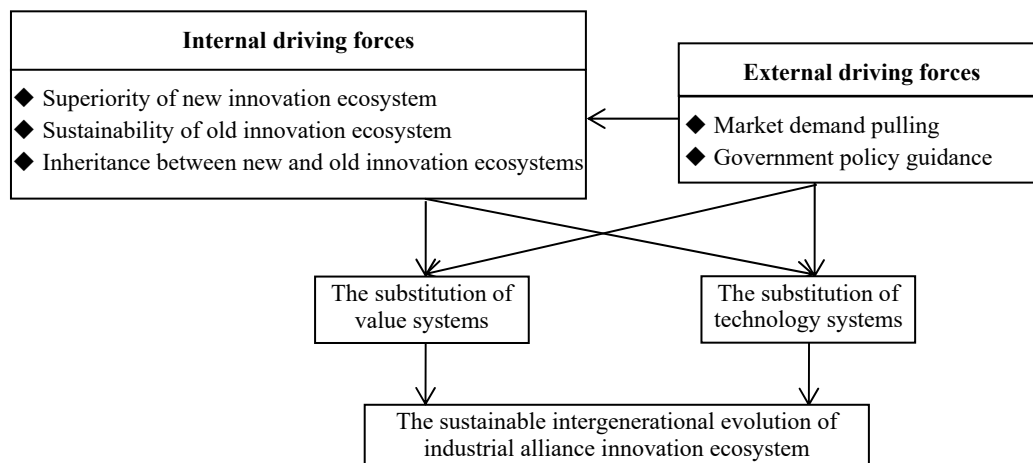 Internal driving forces
◆ Superiority of new innovation ecosystem
◆ Sustainability of old innovation ecosystem
◆ Inheritance between new and old innovation ecosystems
External driving forces
◆ Market demand pulling
◆ Government policy guidance
The substitution of
value systems
The substitution of
technology systems
The sustainable intergenerational evolution of
industrial alliance innovation ecosystem